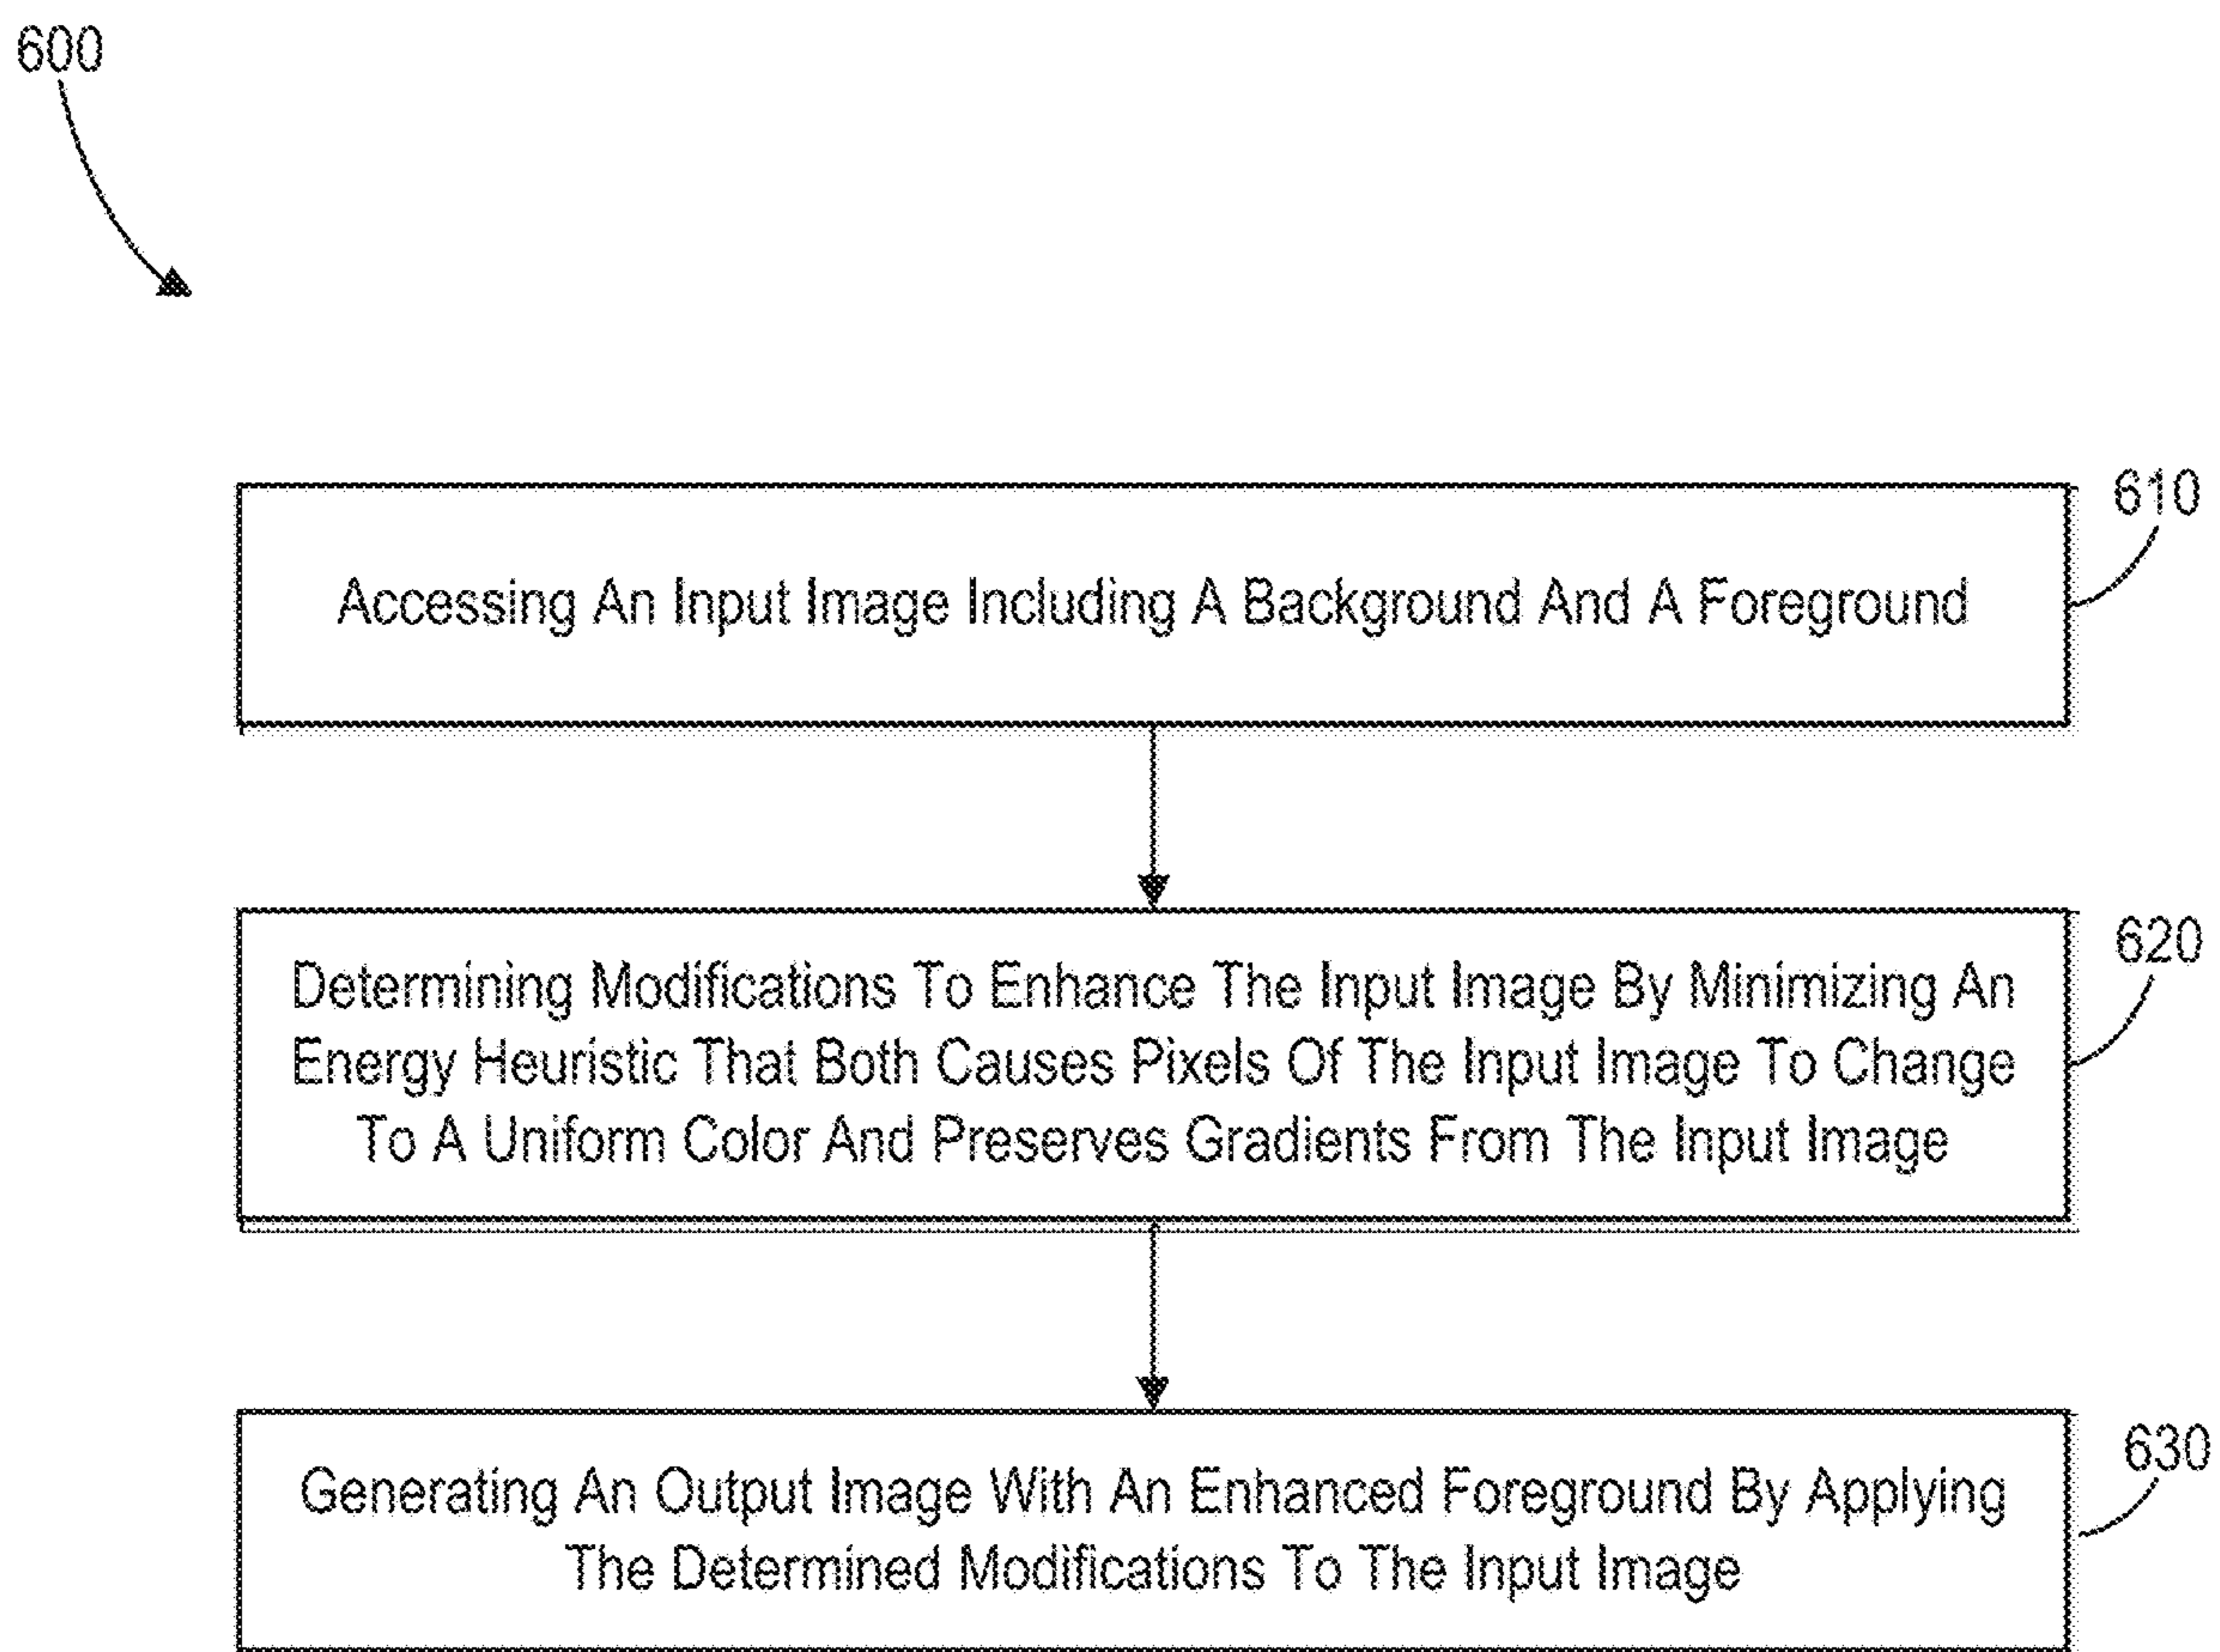 600
610
Accessing An Input Image Including A Background And A Foreground
620
Determining Modifications To Enhance The Input Image By Minimizing An
Energy Heuristic That Both Causes Pixels Of The Input Image To Change
To A Uniform Color And Preserves Gradients From The Input Image
630
Generating An Output Image With An Enhanced Foreground By Applying
The Determined Modifications To The Input Image